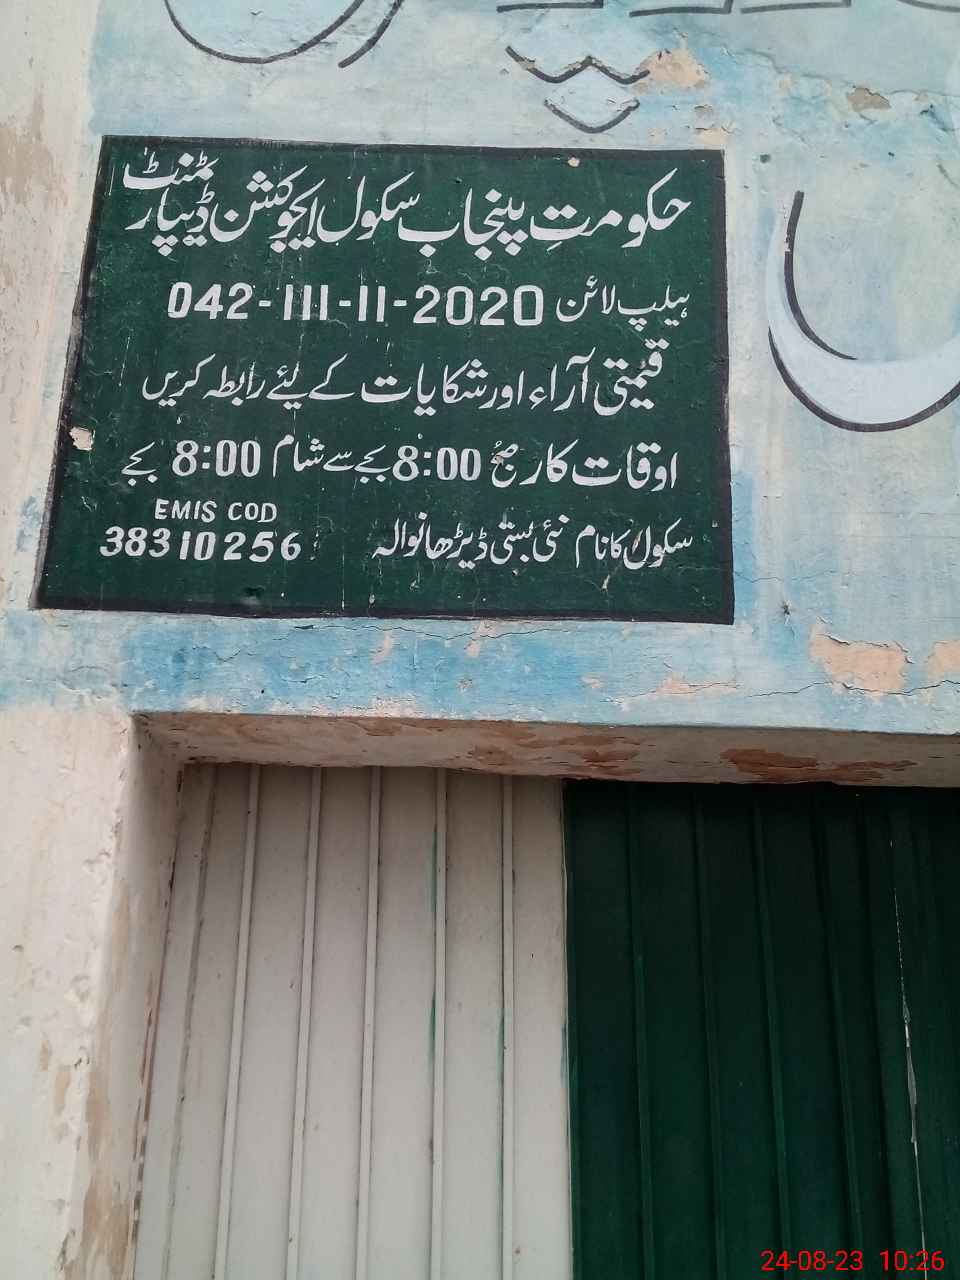 حکومتِ پنجاب سکول ایجوکیشن ڈیپارٹمنٹ
ہیلپ لائن 042-111-11-2020
قیمتی آراء اور شکایات کے لیٔے رابطہ کریں
اوقات کار صبح 8:00 بجے سے شام 8:00 بجے
EMIS COD
سکول کا نام نئی بستی ڈیڑھانوالہ 38310256
24-08-23 10:26